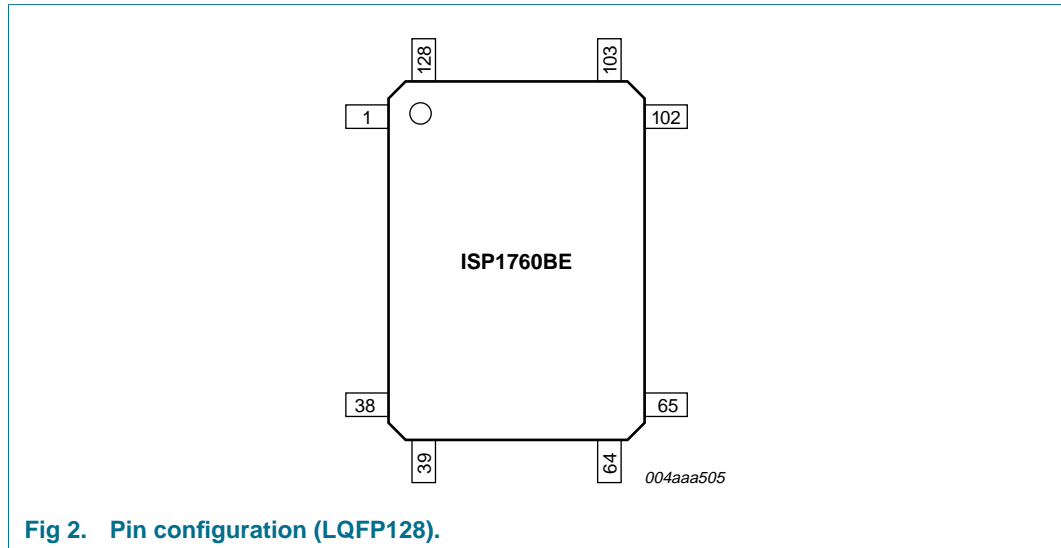 128 103
1 102
ISP1760BE
38 65
39 64
004aaa505
Fig 2. Pin configuration (LQFP128).